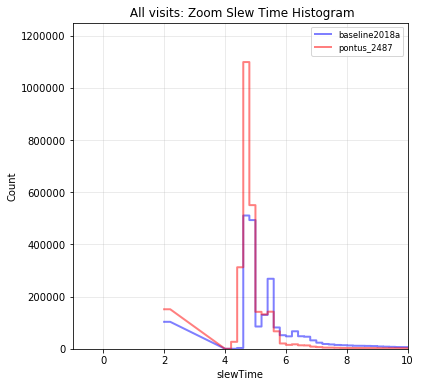 All visits: Zoom Slew Time Histogram
baseline2018a
pontus_2487
1200000
1000000
800000
600000
400000
200000
0
Count
0 2 4 6 8 10
slewTime